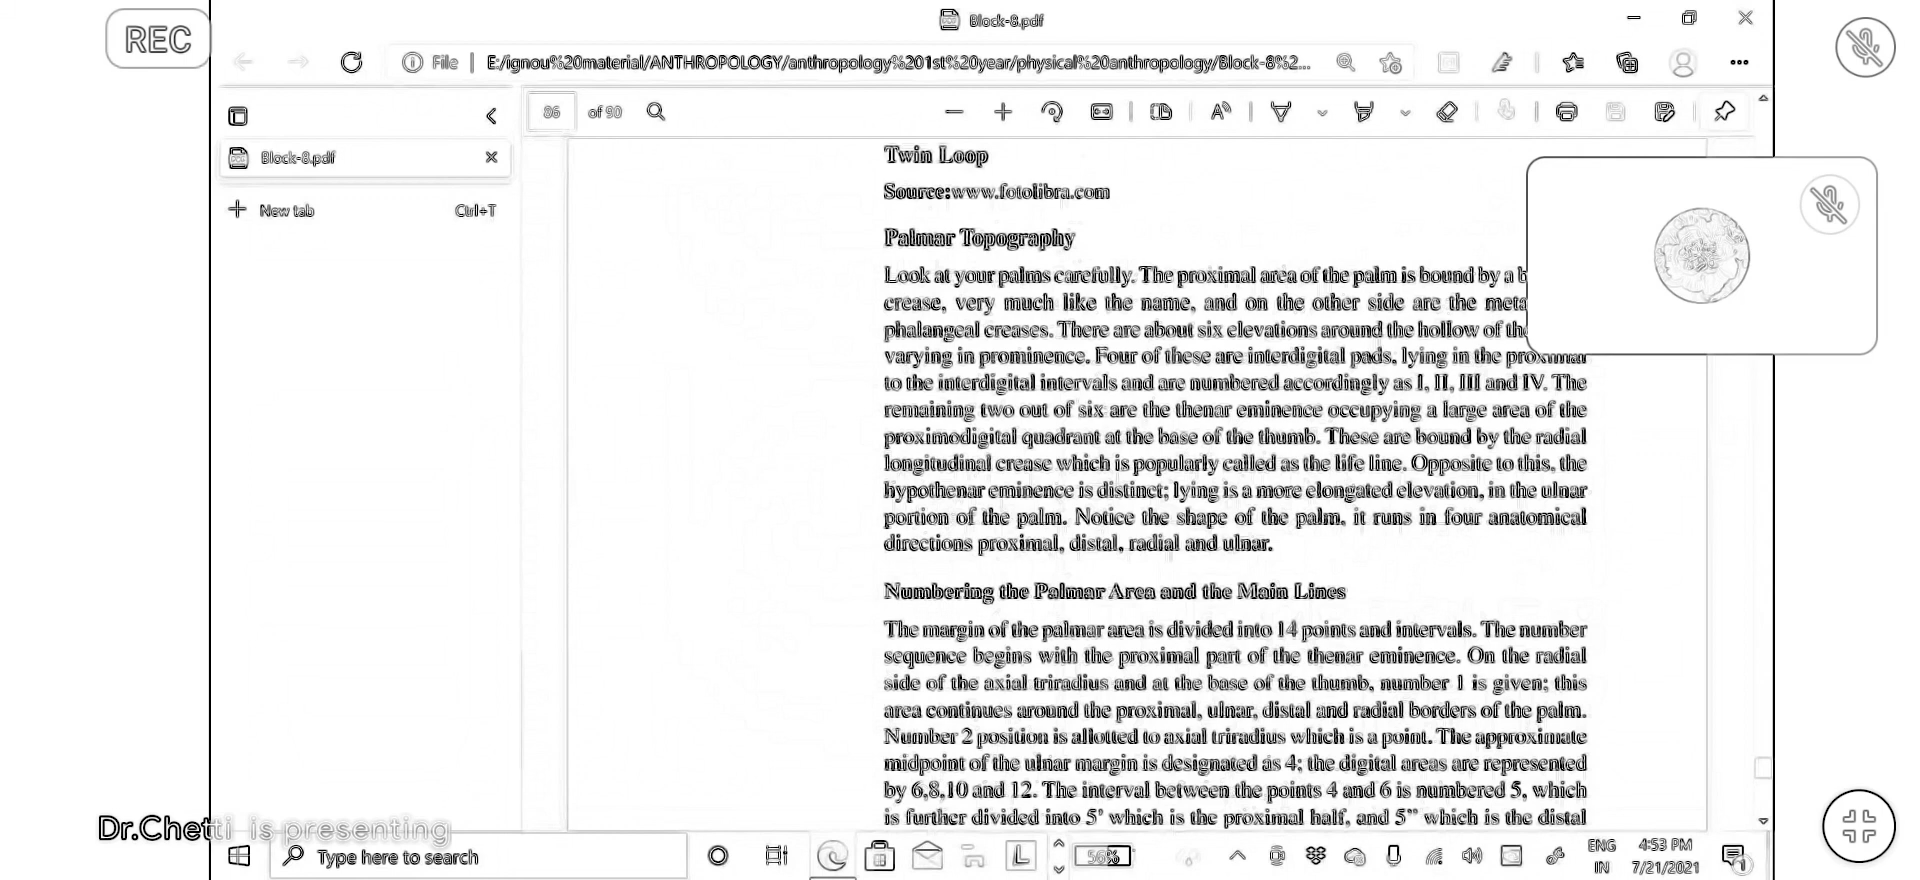 REC
Block-8.pdf
File | E:/ignou%20material/ANTHROPOLOGY/anthropology%201st%20year/physical%20anthropology/Block-8%2...
86 of 90
Block-8.pdf
New tab Ctrl+T
Twin Loop
Source:www.fotolibra.com
Palmar Topography
Look at your palms carefully. The proximal area of the palm is bound by a
crease, very much like the name, and on the other side are the
phalangeal creases. There are about six elevations around the hollow of
varying in prominence. Four of these are interdigital pads, lying in the proximal
to the interdigital intervals and are numbered accordingly as I, II, III and IV. The
remaining two out of six are the thenar eminence occupying a large area of the
proximodigital quadrant at the base of the thumb. These are bound by the radial
longitudinal crease which is popularly called as the life line. Opposite to this, the
hypothenar eminence is distinct; lying is a more elongated elevation, in the ulnar
portion of the palm. Notice the shape of the palm, it runs in four anatomical
directions proximal, distal, radial and ulnar.
Numbering the Palmar Area and the Main Lines
The margin of the palmar area is divided into 14 points and intervals. The number
sequence begins with the proximal part of the thenar eminence. On the radial
side of the axial triradius and at the base of the thumb, number 1 is given; this
area continues around the proximal, ulnar, distal and radial borders of the palm.
Number 2 position is allotted to axial triradius which is a point. The approximate
midpoint of the ulnar margin is designated as 4; the digital areas are represented
by 6,8,10 and 12. The interval between the points 4 and 6 is numbered 5, which
is further divided into 5' which is the proximal half, and 5'' which is the distal
Dr.Chetti is presenting
Type here to search
56%
ENG
IN
4:53 PM
7/21/2021